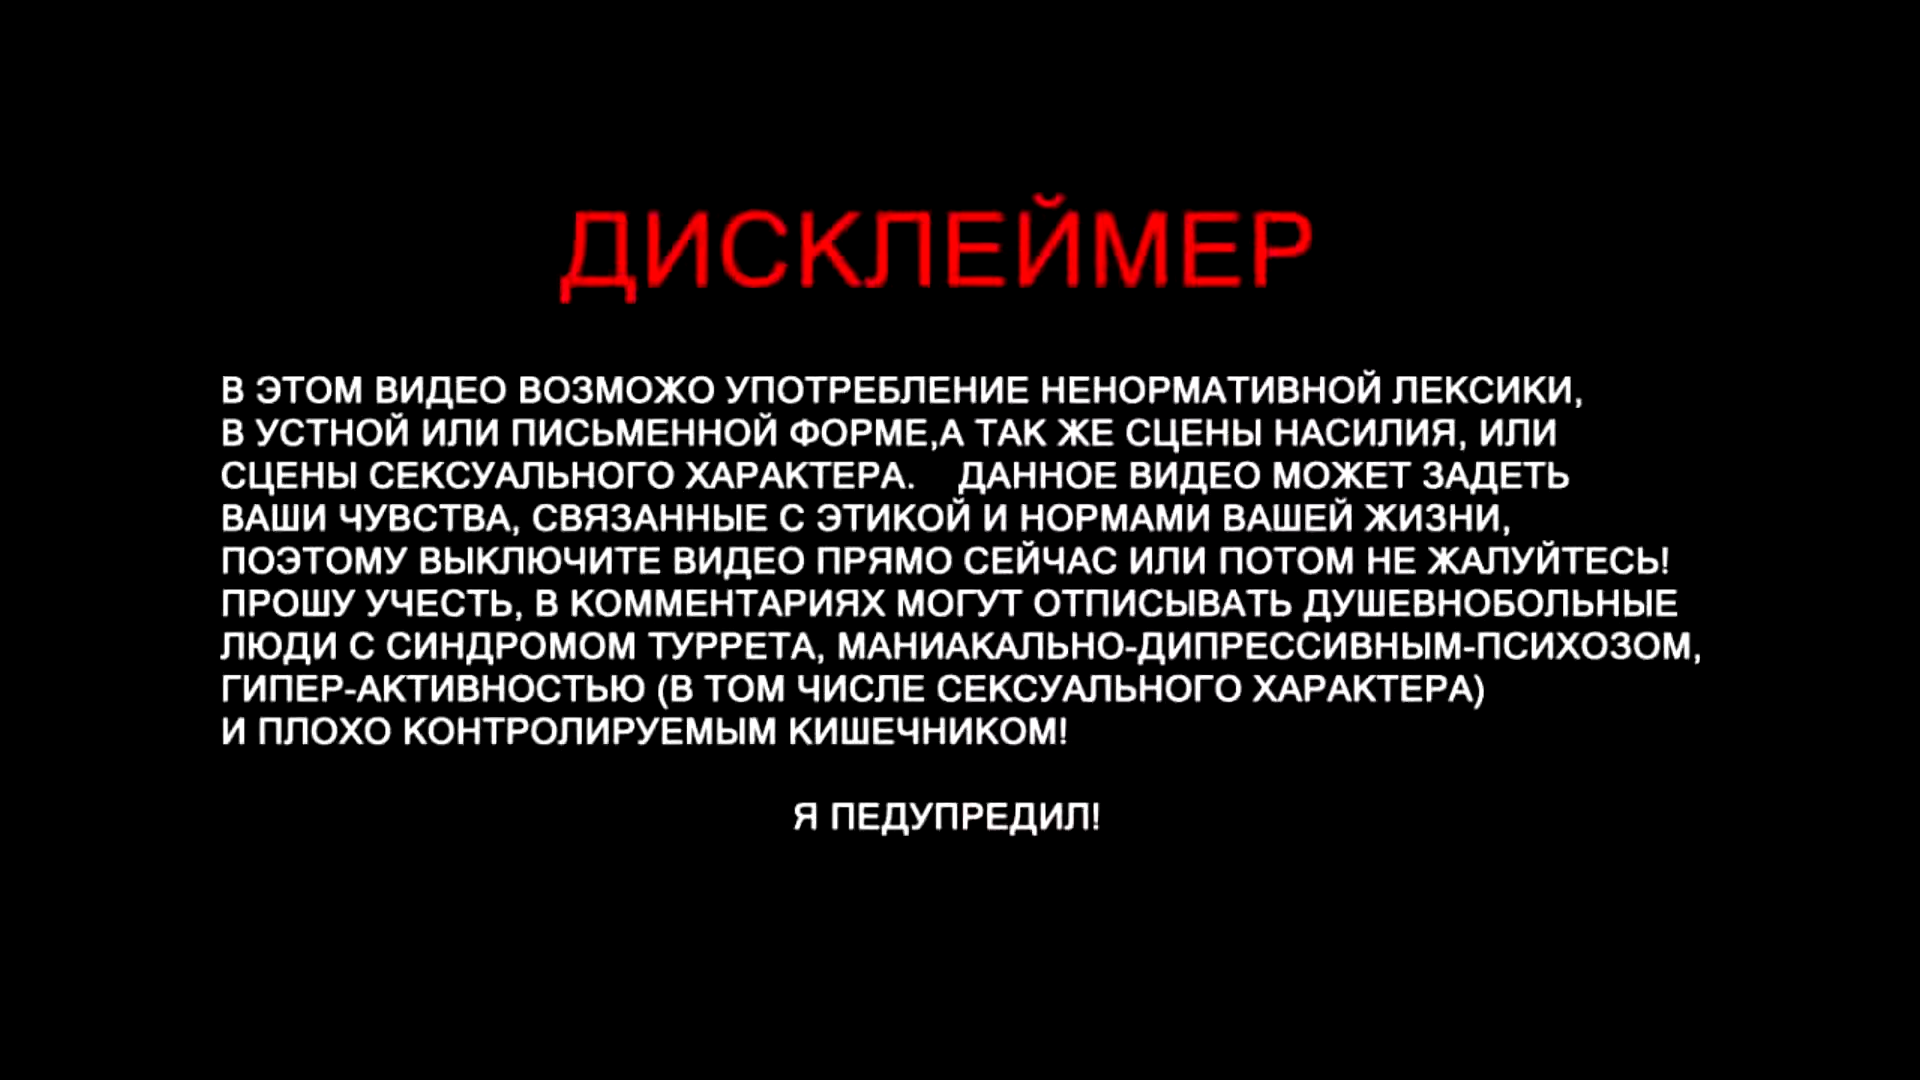 ДИСКЛЕЙМЕР
В ЭТОМ ВИДЕО ВОЗМОЖО УПОТРЕБЛЕНИЕ НЕНОРМАТИВНОЙ ЛЕКСИКИ,
В УСТНОЙ ИЛИ ПИСЬМЕННОЙ ФОРМЕ,А ТАК ЖЕ СЦЕНЫ НАСИЛИЯ, ИЛИ
СЦЕНЫ СЕКСУАЛЬНОГО ХАРАКТЕРА. ДАННОЕ ВИДЕО МОЖЕТ ЗАДЕТЬ
ВАШИ ЧУВСТВА, СВЯЗАННЫЕ С ЭТИКОЙ И НОРМАМИ ВАШЕЙ ЖИЗНИ,
ПОЭТОМУ ВЫКЛЮЧИТЕ ВИДЕО ПРЯМО СЕЙЧАС ИЛИ ПОТОМ НЕ ЖАЛУЙТЕСЬ!
ПРОШУ УЧЕСТЬ, В КОММЕНТАРИЯХ МОГУТ ОТПИСЫВАТЬ ДУШЕВНОБОЛЬНЫЕ
ЛЮДИ С СИНДРОМОМ ТУРРЕТА, МАНИАКАЛЬНО-ДИПРЕССИВНЫМ-ПСИХОЗОМ,
ГИПЕР-АКТИВНОСТЬЮ (В ТОМ ЧИСЛЕ СЕКСУАЛЬНОГО ХАРАКТЕРА)
И ПЛОХО КОНТРОЛИРУЕМЫМ КИШЕЧНИКОМ!
Я ПЕДУПРЕДИЛ!